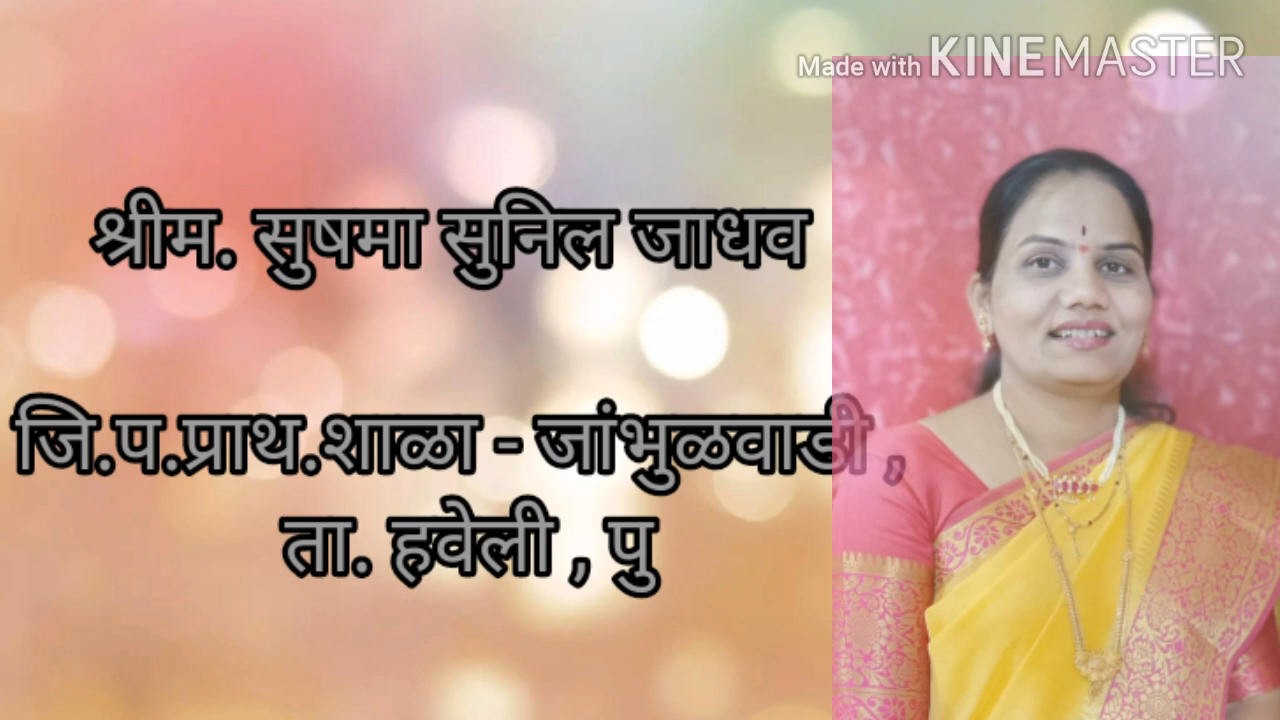 Made with KINEMASTER
श्रीम. सुषमा सुनिल जाधव
जि.प.प्राथ.शाळा - जांभुळवाडी ,
ता. हवेली , पु